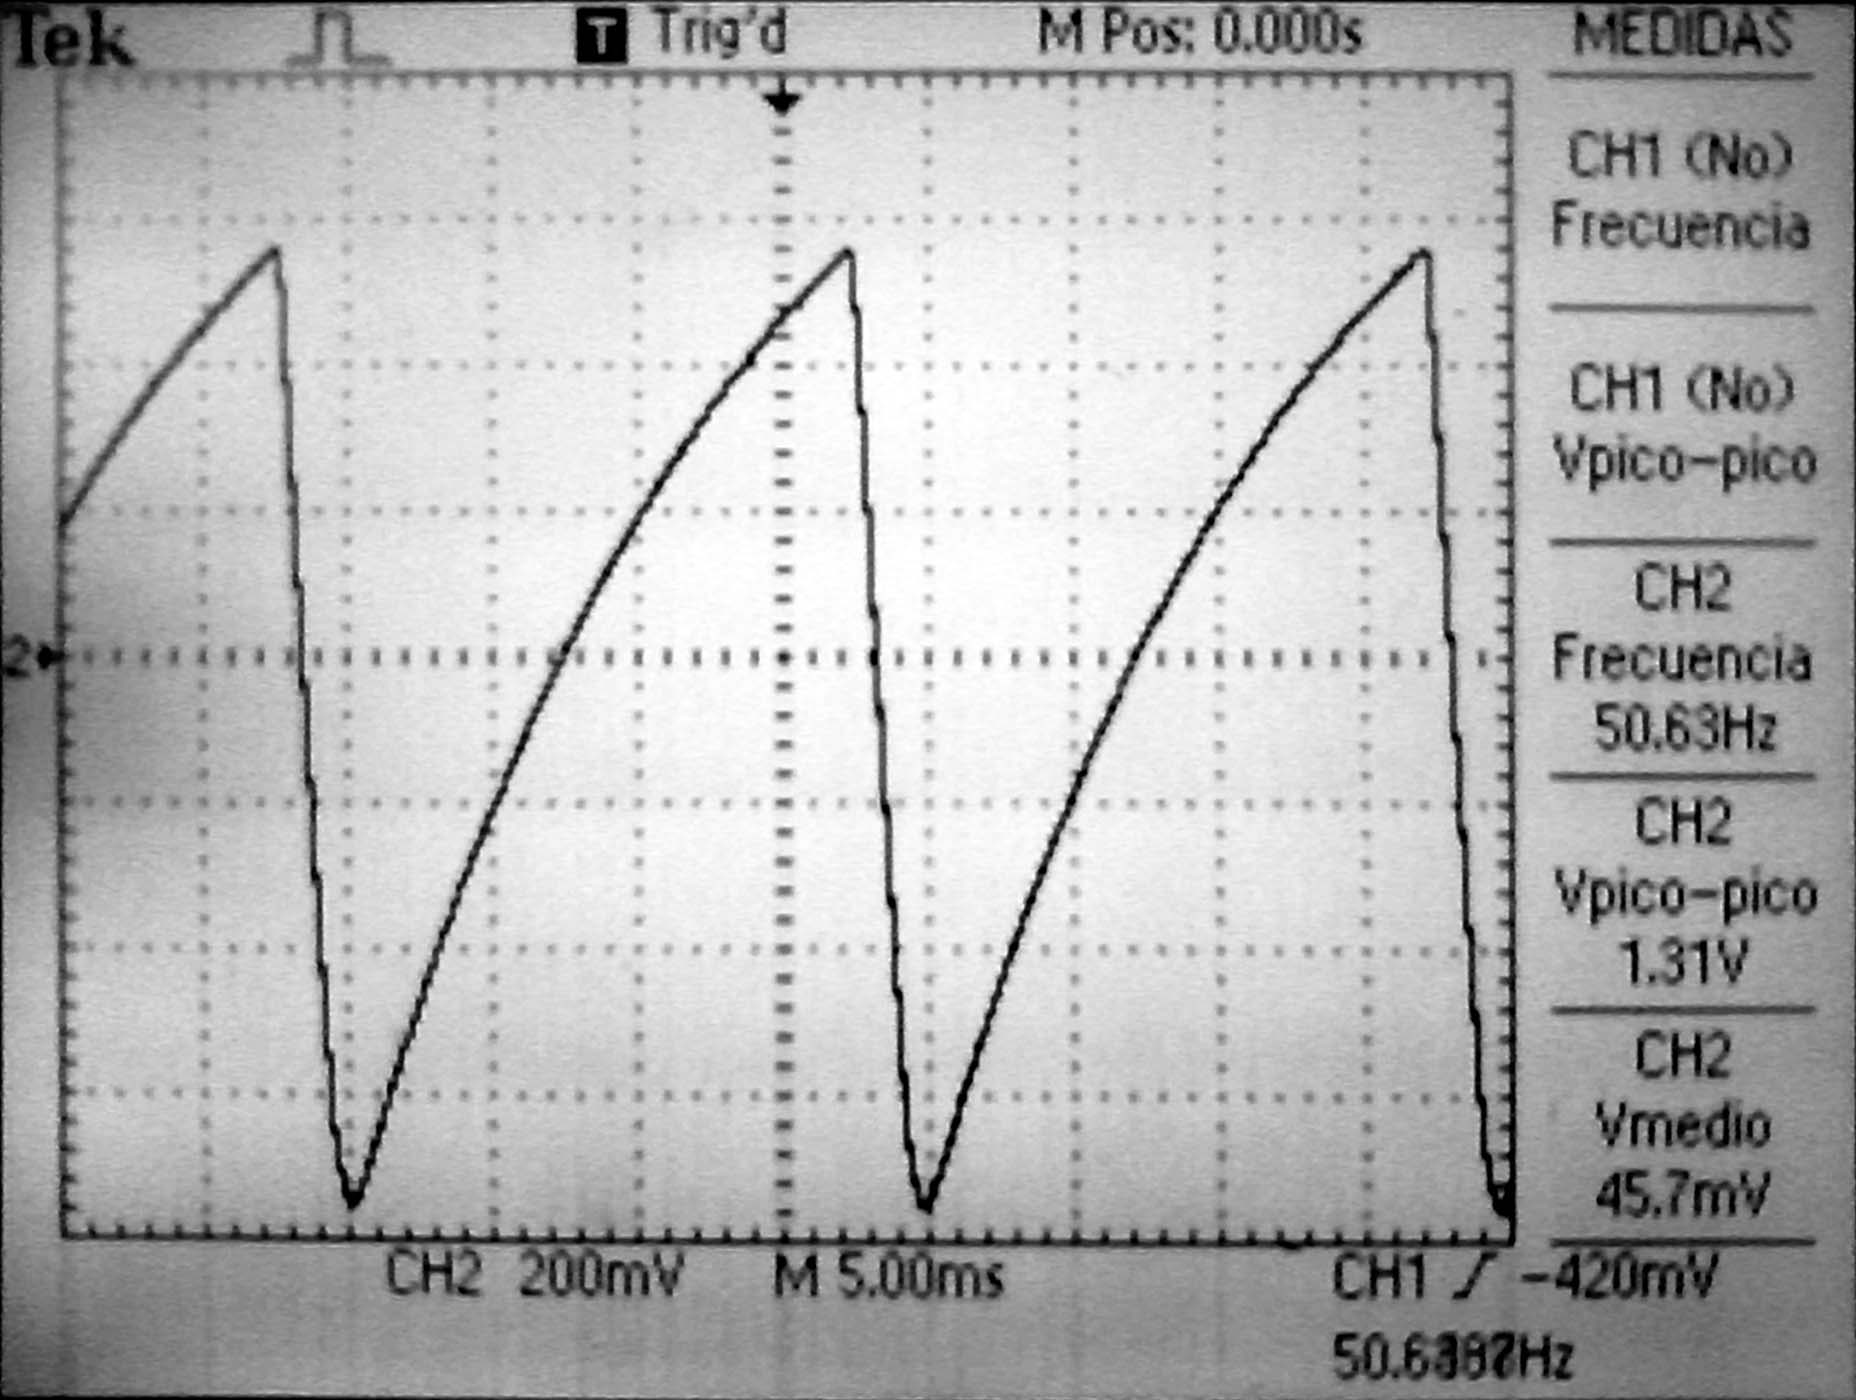 Tek T Trig'd M Pos: 0.000s MEDIDAS
CH1 (No)
Frecuencia
CH1 (No)
Vpico-pico
CH2
Frecuencia
50.63Hz
CH2
Vpico-pico
1.31V
CH2
Vmedio
45.7mV
2
CH2 200mV M 5.00ms CH1 -420mV